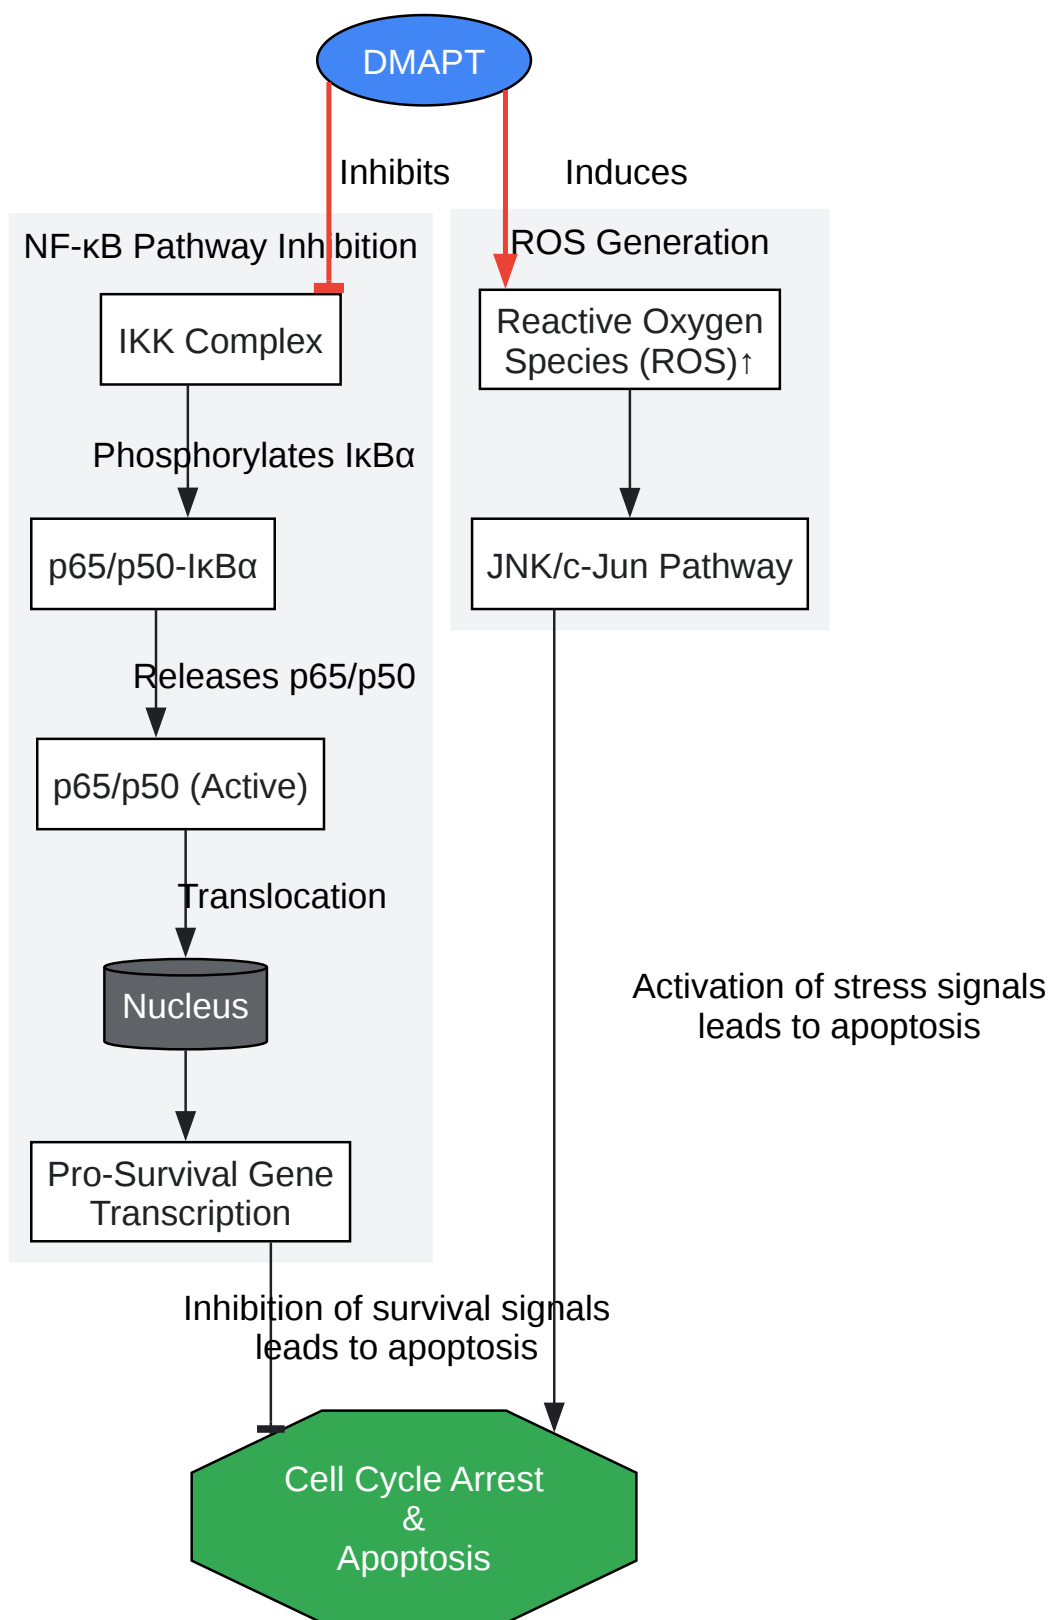 DMAPT
Inhibits
Induces
NF-κB Pathway Inhibition
ROS Generation
IKK Complex
Reactive Oxygen
Species (ROS)↑
Phosphorylates IκBα
p65/p50-IκBα
JNK/c-Jun Pathway
Releases p65/p50
p65/p50 (Active)
Translocation
Nucleus
Activation of stress signals
leads to apoptosis
Pro-Survival Gene
Transcription
Inhibition of survival signals
leads to apoptosis
Cell Cycle Arrest
&
Apoptosis